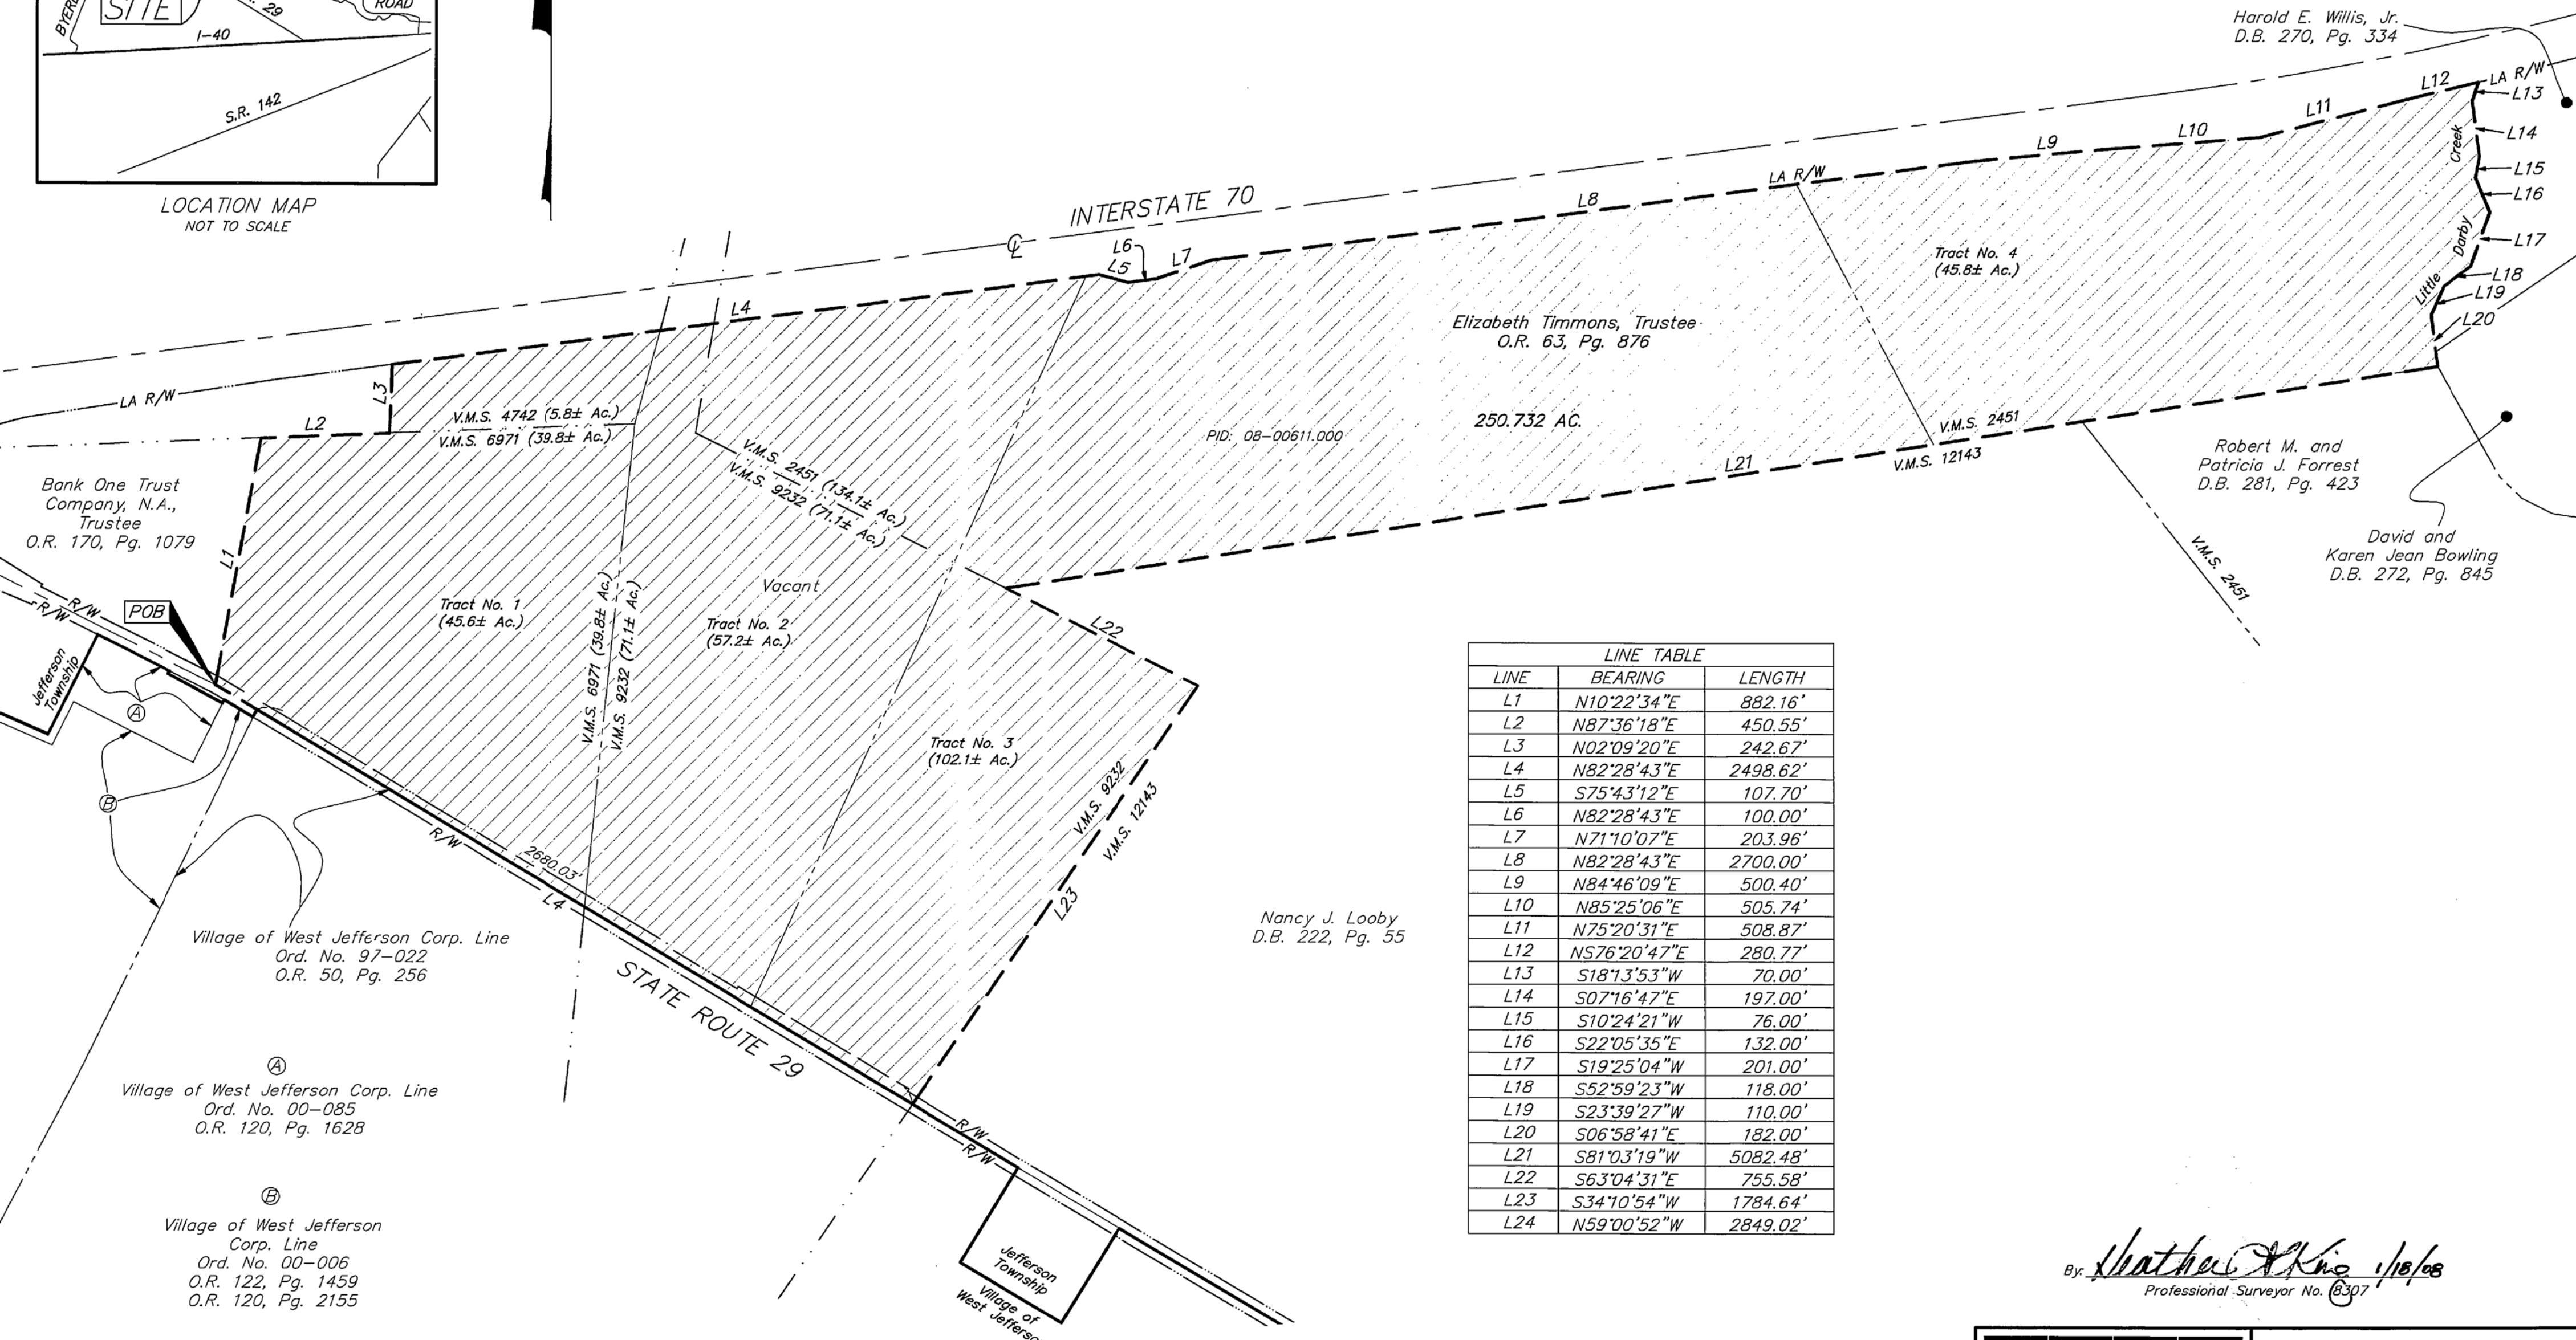 BYERL
SITE
29
ROAD
I-40
S.R. 142
LOCATION MAP
NOT TO SCALE
Harold E. Willis, Jr.
D.B. 270, Pg. 334
INTERSTATE 70
℄
LA R/W
L12
L13
L11
L14
L10
L9
Creek
L15
L16
LA R/W
L8
L17
Darby
L6
L5
L7
Tract No. 4
(45.8± Ac.)
L18
Little
L19
L20
L4
Elizabeth Timmons, Trustee
O.R. 63, Pg. 876
LA R/W
L3
L2
V.M.S. 4742 (5.8± Ac.)
V.M.S. 6971 (39.8± Ac.)
250.732 AC.
PID: 08-00611.000
V.M.S. 2451
V.M.S. 12143
L21
V.M.S. 2451 (134.1± Ac.)
V.M.S. 9232 (71.1± Ac.)
Robert M. and
Patricia J. Forrest
D.B. 281, Pg. 423
Bank One Trust
Company, N.A.,
Trustee
O.R. 170, Pg. 1079
David and
Karen Jean Bowling
D.B. 272, Pg. 845
V.M.S. 2451
L1
Vacant
R/W
R/W
POB
Tract No. 1
(45.6± Ac.)
V.M.S. 6971 (39.8± Ac.)
V.M.S. 9232 (71.1± Ac.)
Tract No. 2
(57.2± Ac.)
L22
Jefferson
Township
A
B
Tract No. 3
(102.1± Ac.)
V.M.S. 9232
V.M.S. 12143
R/W
2680.03'
L4
L23
STATE ROUTE 29
Nancy J. Looby
D.B. 222, Pg. 55
Village of West Jefferson Corp. Line
Ord. No. 97-022
O.R. 50, Pg. 256
A
Village of West Jefferson Corp. Line
Ord. No. 00-085
O.R. 120, Pg. 1628
B
Village of West Jefferson
Corp. Line
Ord. No. 00-006
O.R. 122, Pg. 1459
O.R. 120, Pg. 2155
R/W
R/W
Jefferson
Township
Village of
West Jefferso
LINE TABLE
LINE BEARING LENGTH
L1 N10°22'34"E 882.16'
L2 N87°36'18"E 450.55'
L3 N02°09'20"E 242.67'
L4 N82°28'43"E 2498.62'
L5 S75°43'12"E 107.70'
L6 N82°28'43"E 100.00'
L7 N71°10'07"E 203.96'
L8 N82°28'43"E 2700.00'
L9 N84°46'09"E 500.40'
L10 N85°25'06"E 505.74'
L11 N75°20'31"E 508.87'
L12 NS76°20'47"E 280.77'
L13 S18°13'53"W 70.00'
L14 S07°16'47"E 197.00'
L15 S10°24'21"W 76.00'
L16 S22°05'35"E 132.00'
L17 S19°25'04"W 201.00'
L18 S52°59'23"W 118.00'
L19 S23°39'27"W 110.00'
L20 S06°58'41"E 182.00'
L21 S81°03'19"W 5082.48'
L22 S63°04'31"E 755.58'
L23 S34°10'54"W 1784.64'
L24 N59°00'52"W 2849.02'
By: Heather A King 1/18/08
Professional Surveyor No. 8307